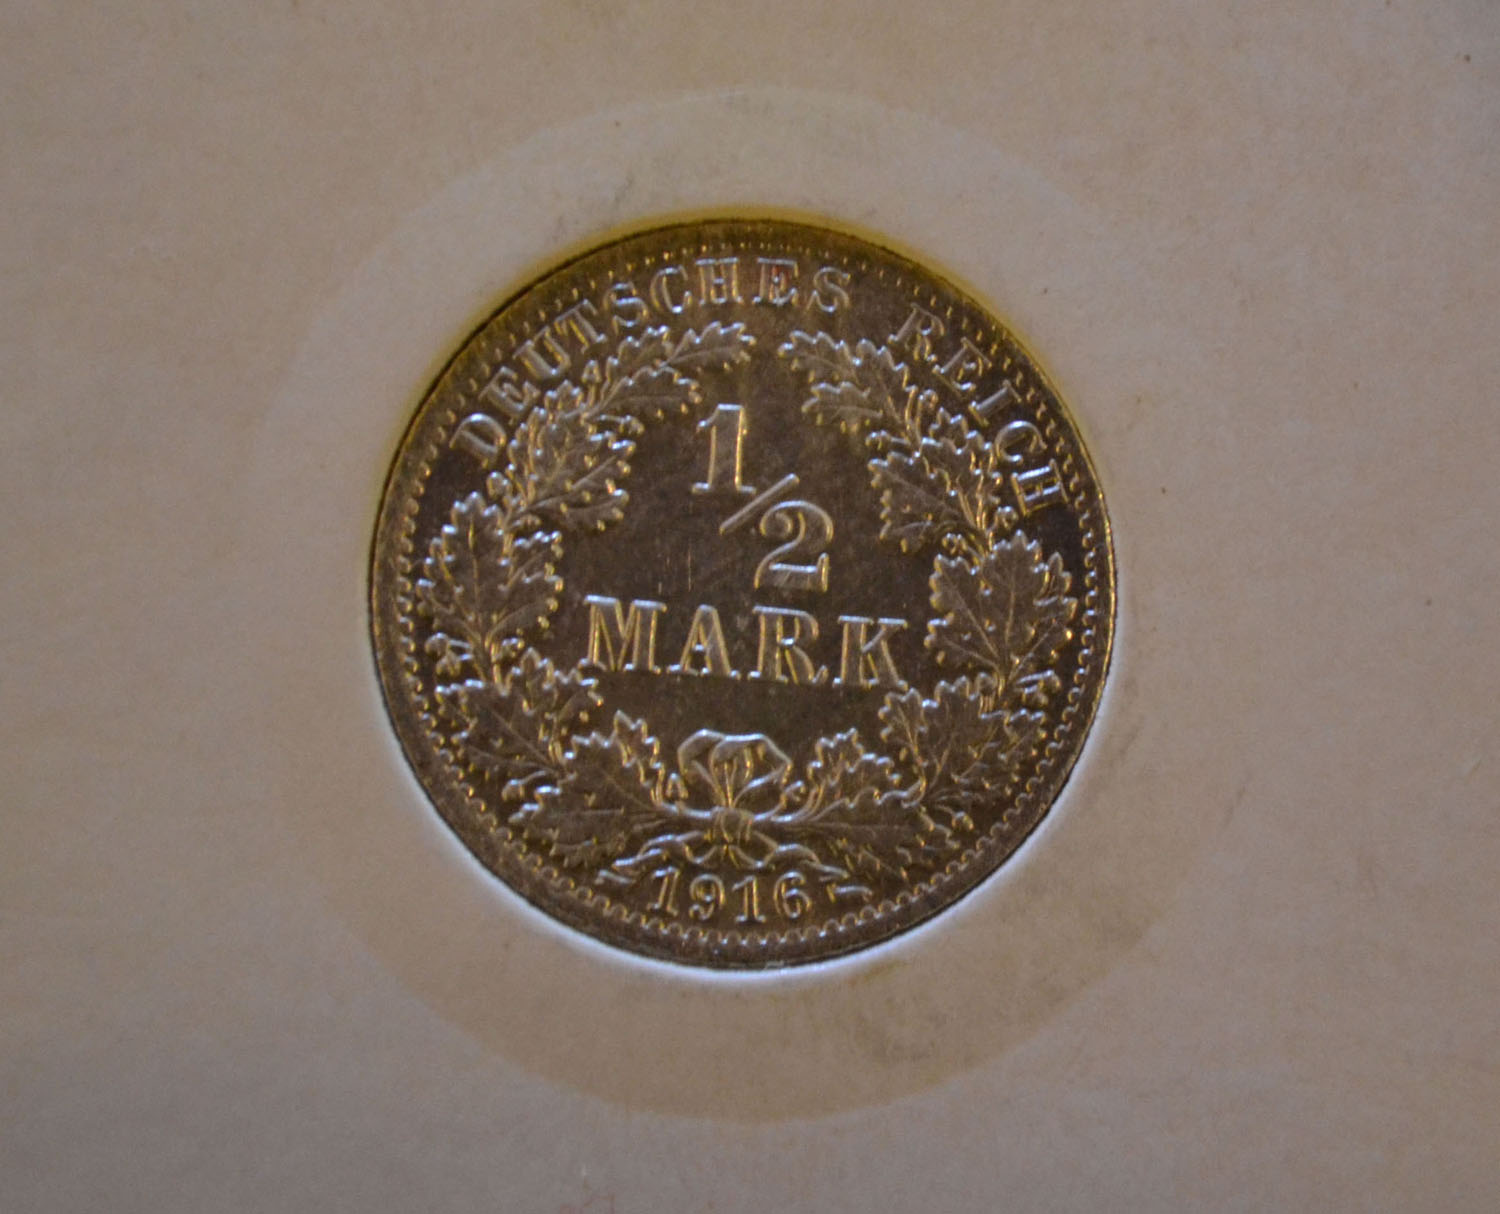 DEUTSCHES REICH
1/2
MARK
1916